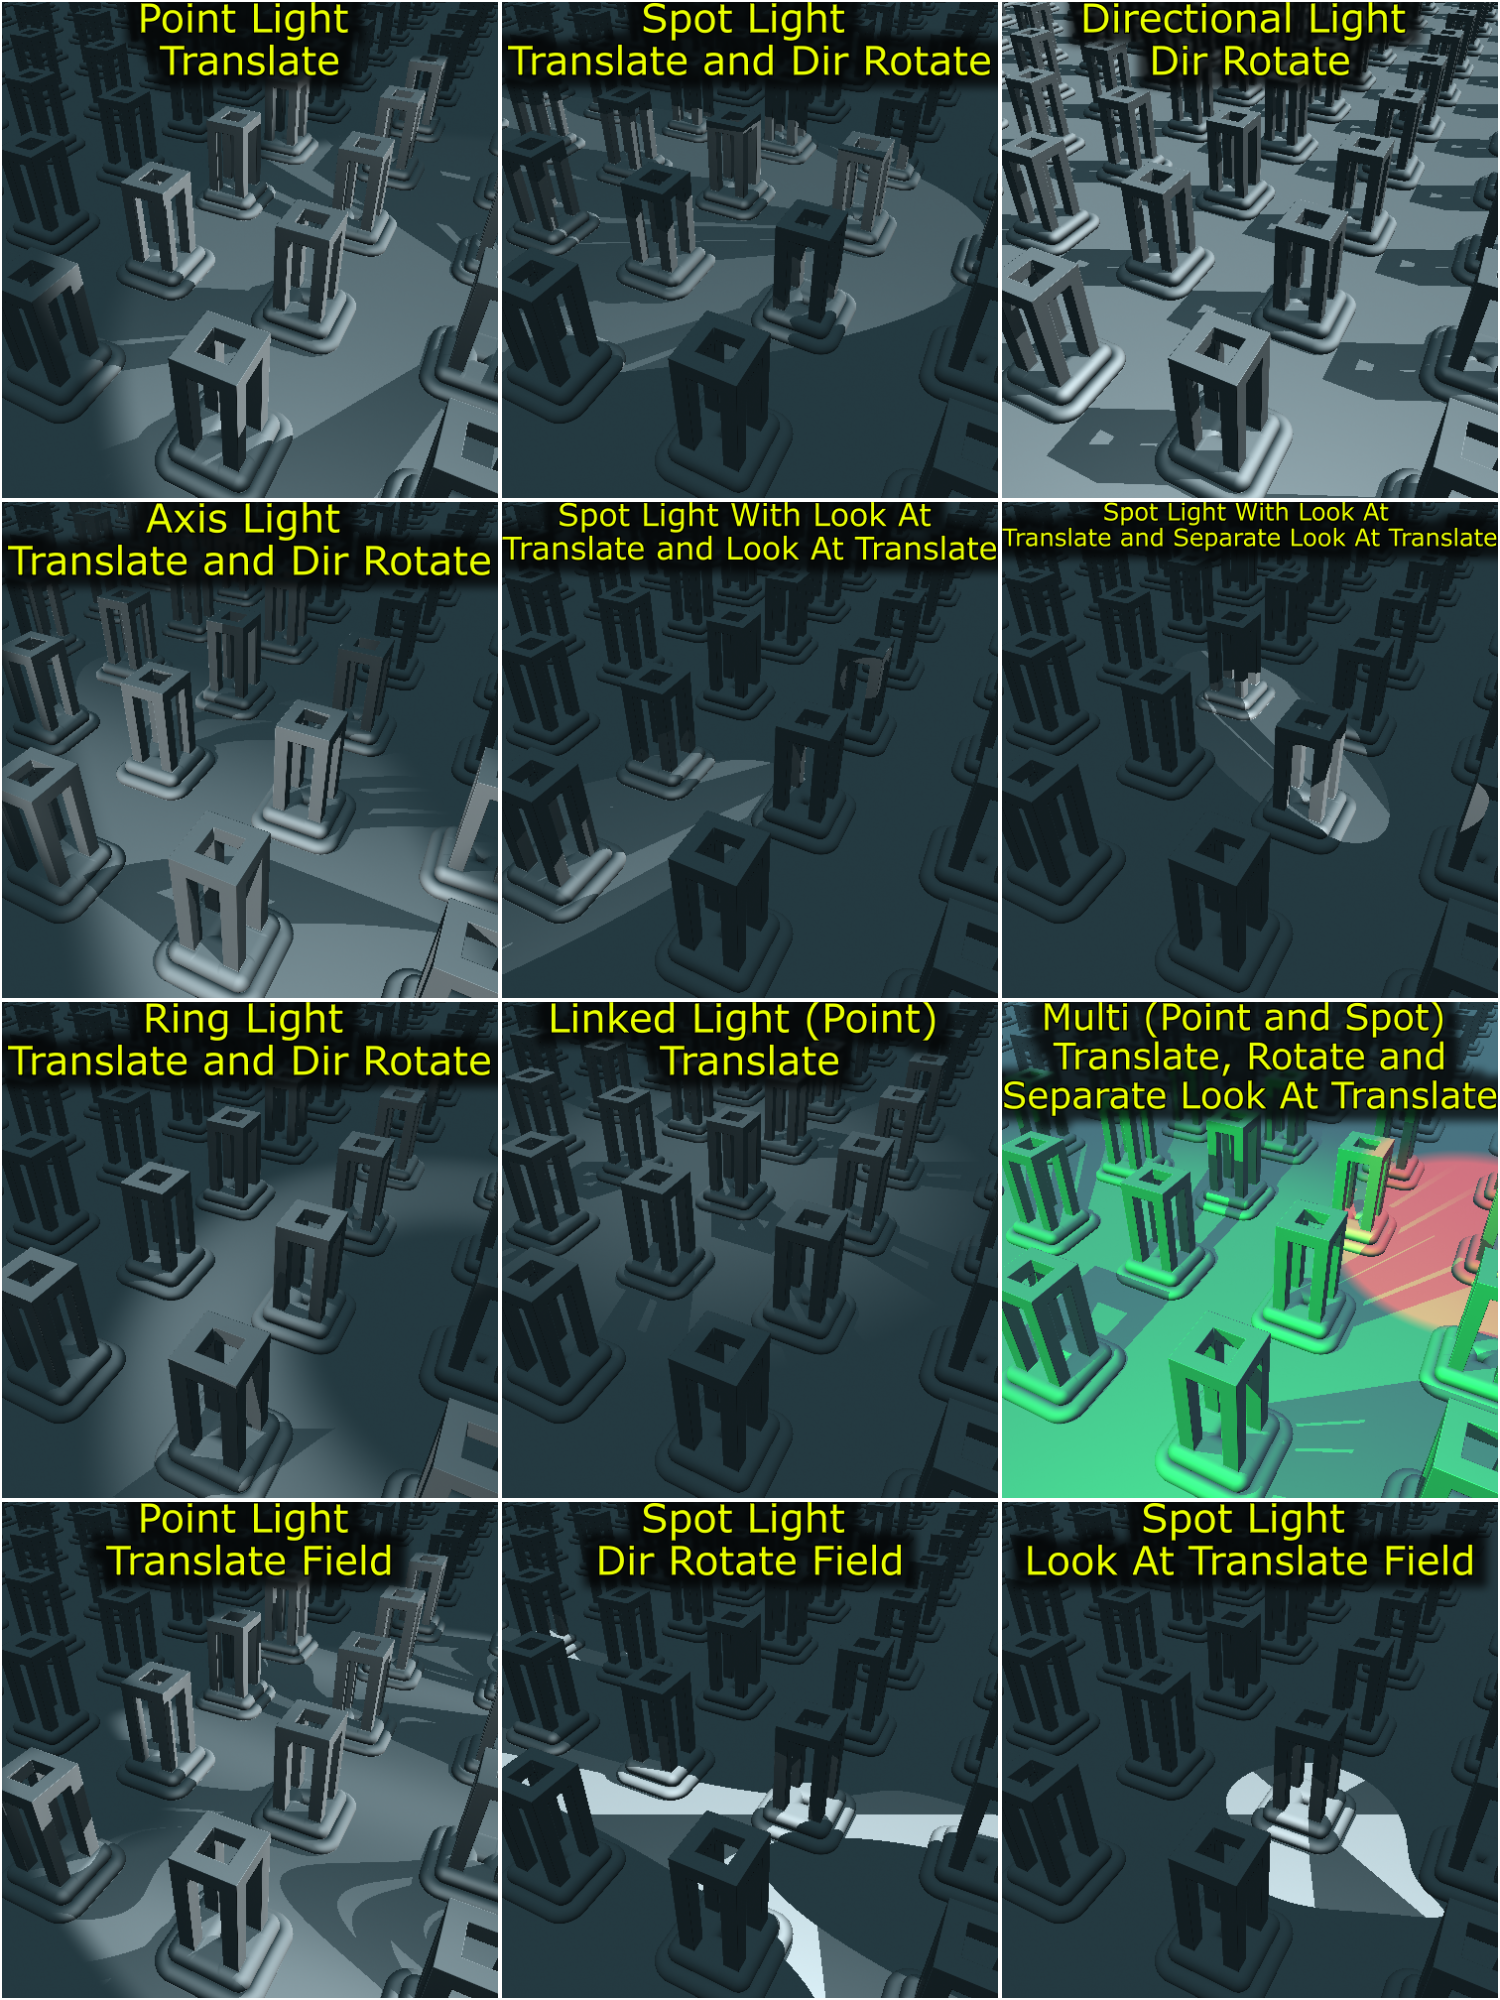 Point Light
Translate
Spot Light
Translate and Dir Rotate
Directional Light
Dir Rotate
Axis Light
Translate and Dir Rotate
Spot Light With Look At
Translate and Look At Translate
Spot Light With Look At
Translate and Separate Look At Translate
Ring Light
Translate and Dir Rotate
Linked Light (Point)
Translate
Multi (Point and Spot)
Translate, Rotate and
Separate Look At Translate
Point Light
Translate Field
Spot Light
Dir Rotate Field
Spot Light
Look At Translate Field